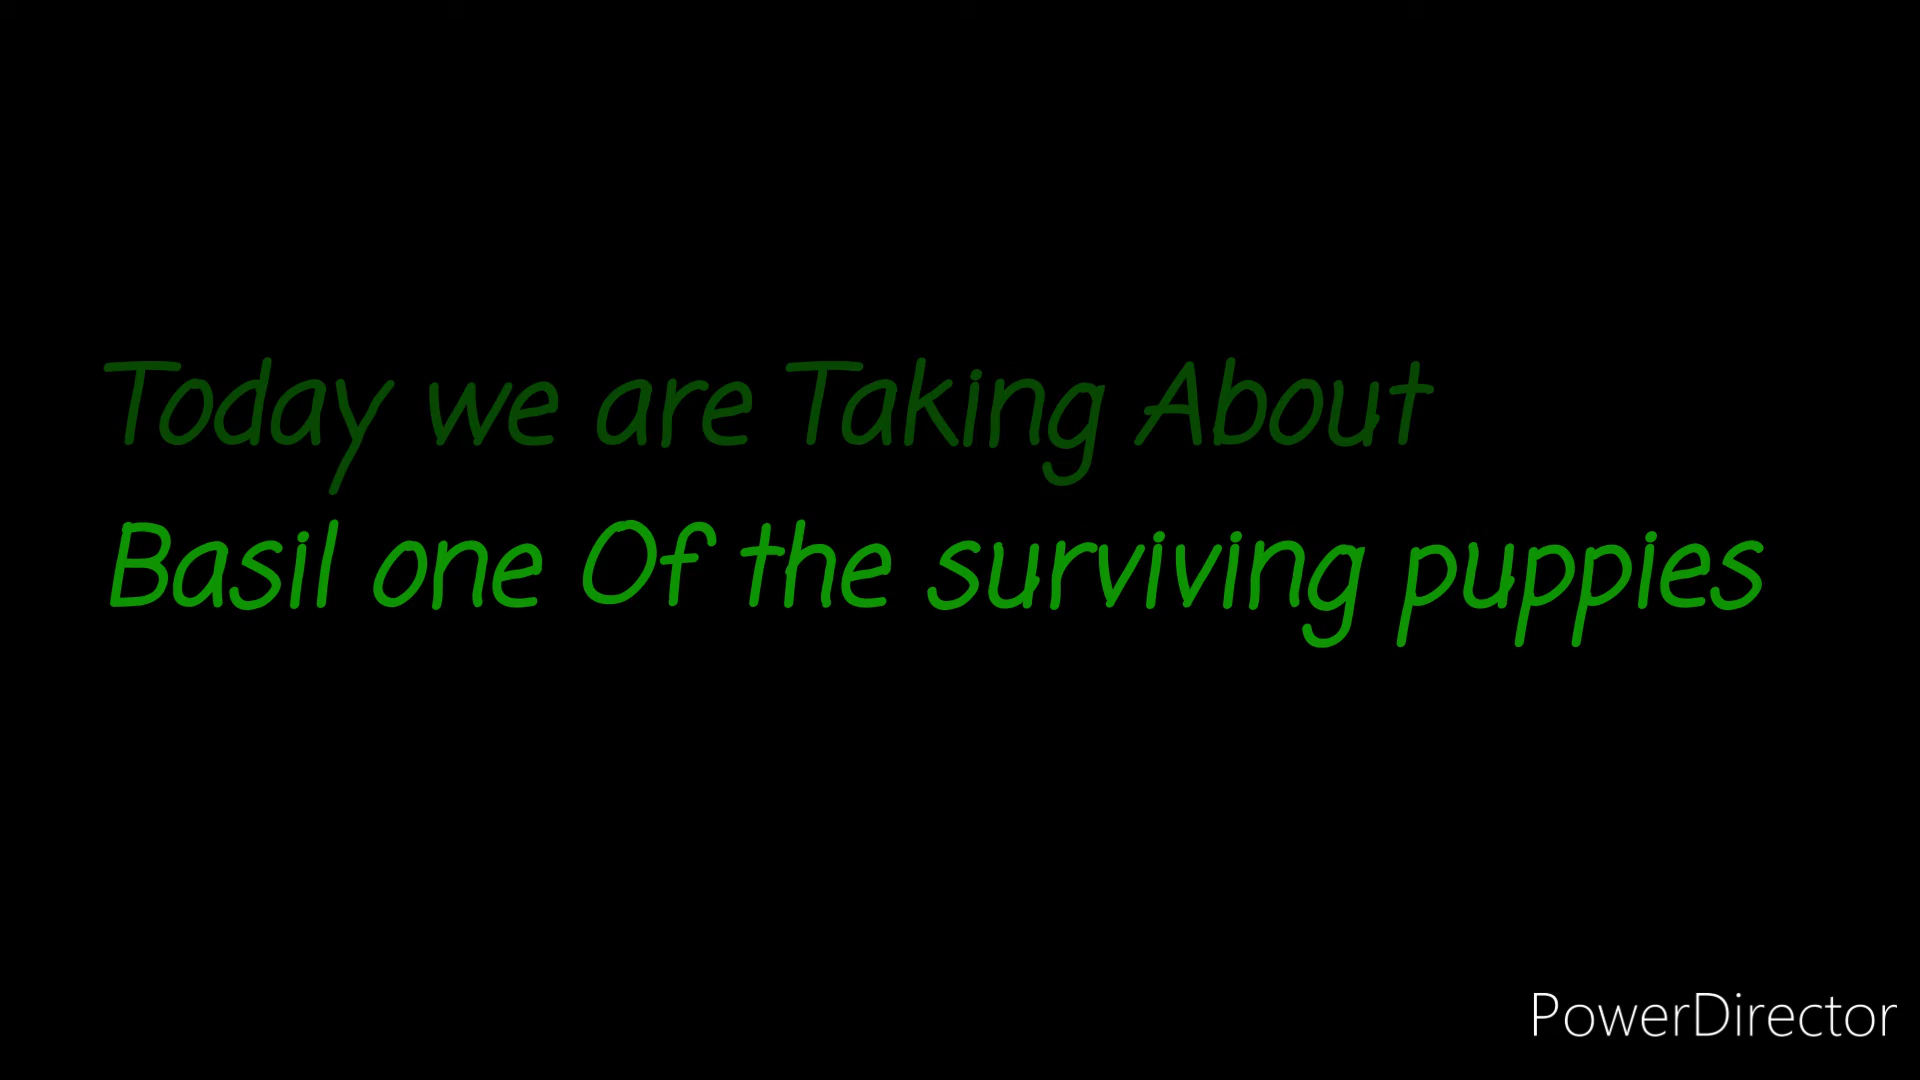 Today we are Taking About
Basil one Of the surviving puppies
PowerDirector